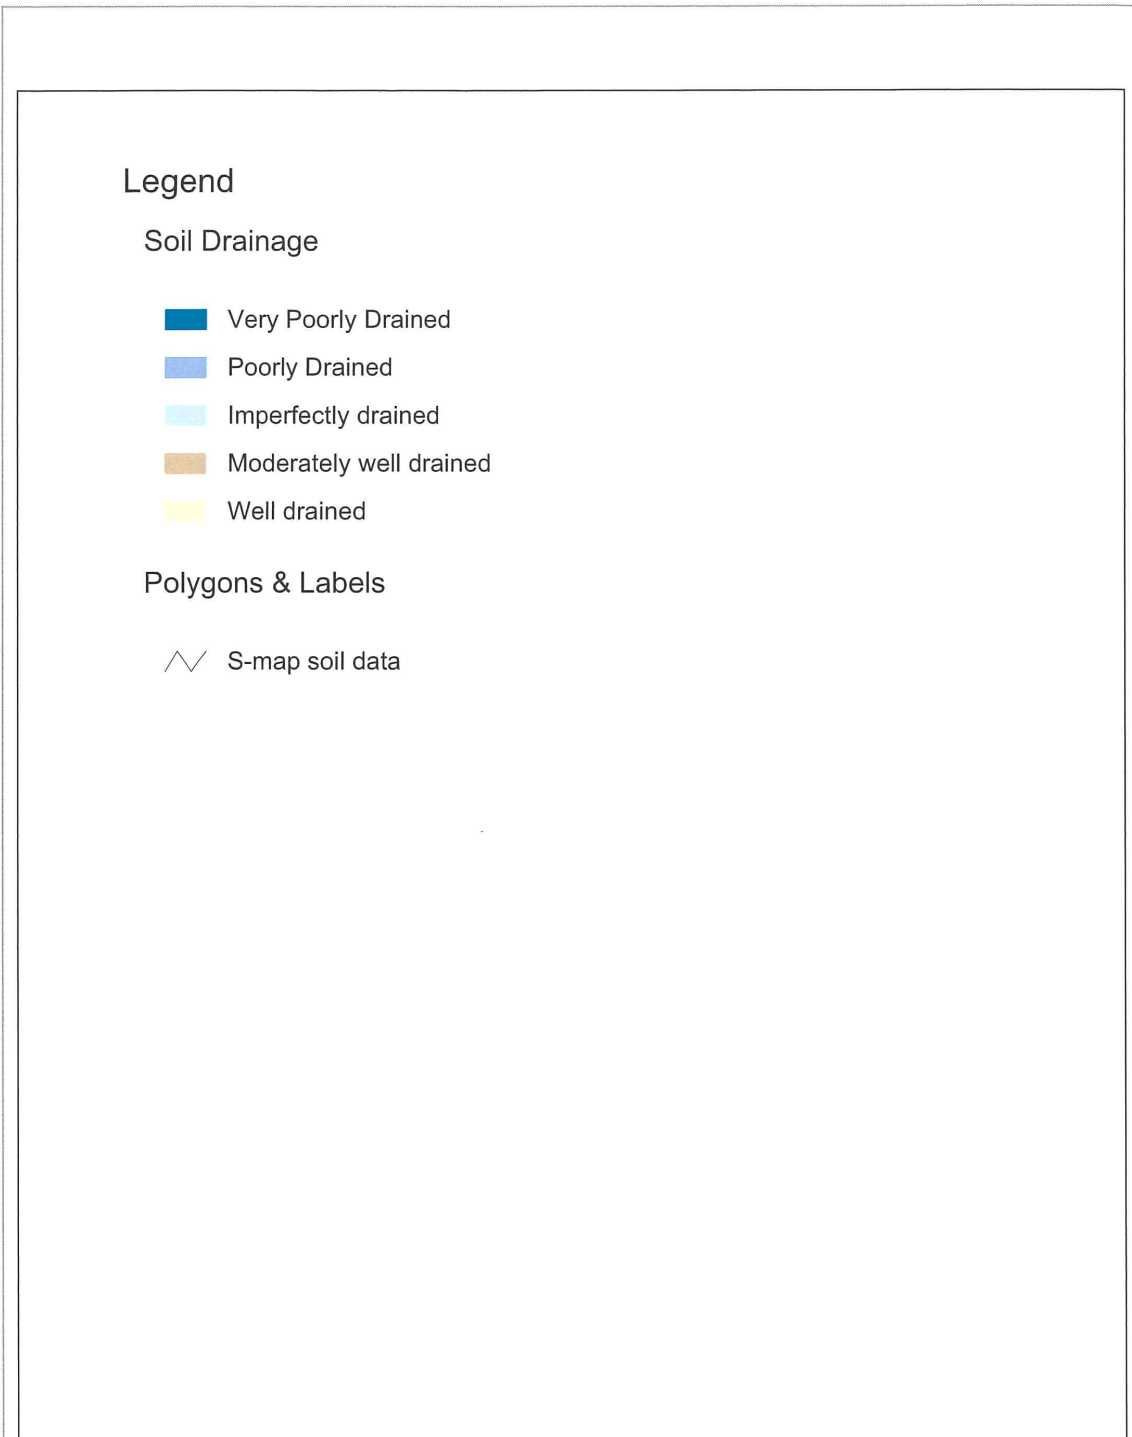 Legend
Soil Drainage
Very Poorly Drained
Poorly Drained
Imperfectly drained
Moderately well drained
Well drained
Polygons & Labels
S-map soil data